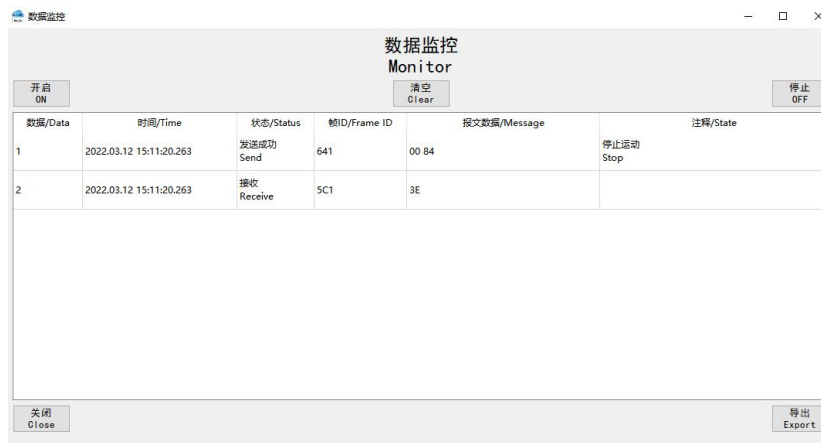 数据监控
数据监控
Monitor
开启
ON
清空
Clear
停止
OFF
数据/Data 时间/Time 状态/Status 帧ID/Frame ID 报文数据/Message 注释/State
1 2022.03.12 15:11:20.263 发送成功 Send 641 00 84 停止运动 Stop
2 2022.03.12 15:11:20.263 接收 Receive 5C1 3E
关闭
Close
导出
Export